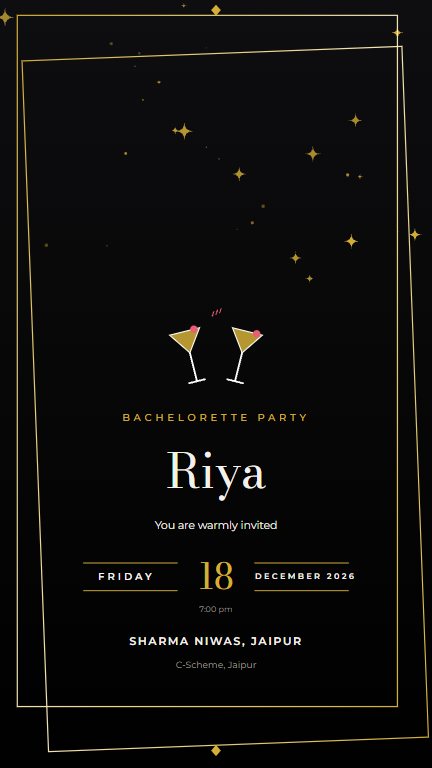 BACHELORETTE PARTY
Riya
You are warmly invited
FRIDAY 18 DECEMBER 2026
7:00 pm
SHARMA NIWAS, JAIPUR
C-Scheme, Jaipur